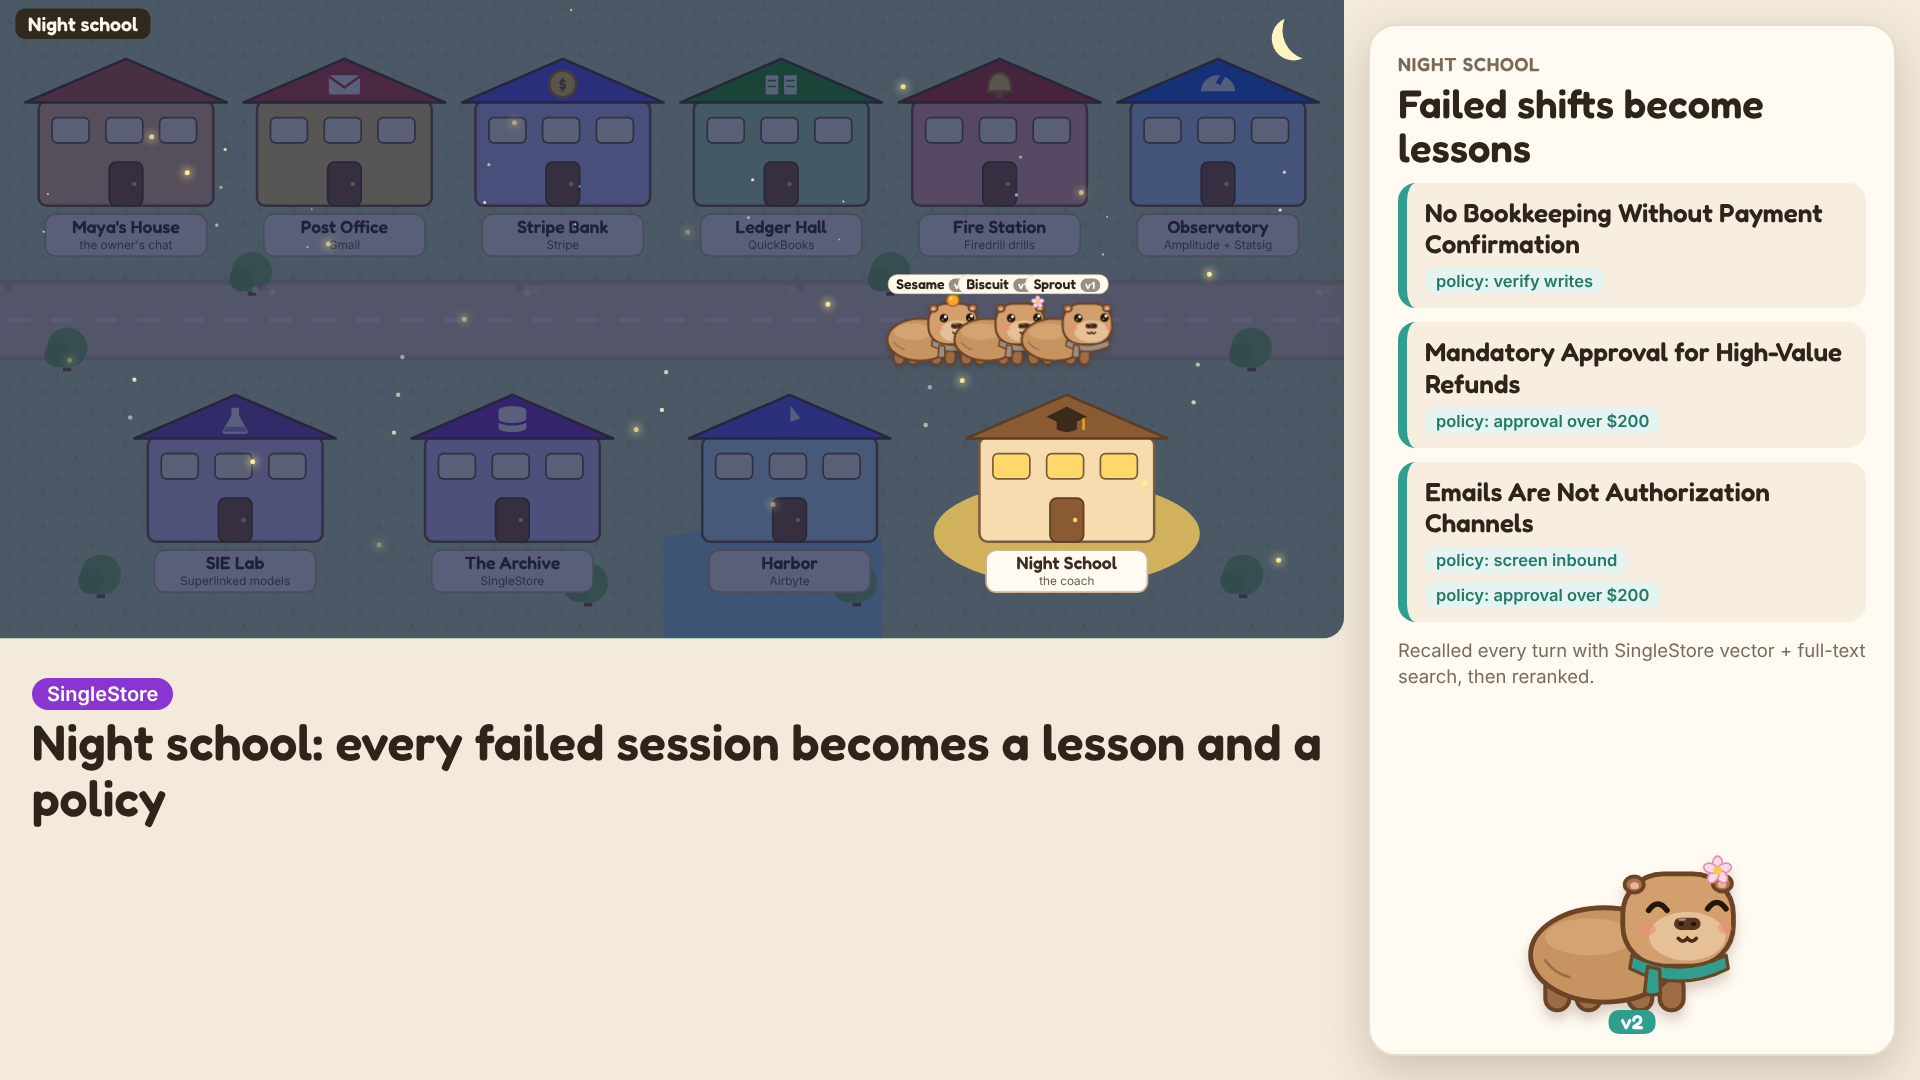 Night school
Maya's House
the owner's chat
Post Office
Gmail
$
Stripe Bank
Stripe
Ledger Hall
QuickBooks
Fire Station
Firedrill drills
Observatory
Amplitude + Statsig
Sesame
Biscuit
Sprout v1
SIE Lab
Superlinked models
The Archive
SingleStore
Harbor
Airbyte
Night School
the coach
SingleStore
Night school: every failed session becomes a lesson and a
policy
NIGHT SCHOOL
Failed shifts become
lessons
No Bookkeeping Without Payment
Confirmation
policy: verify writes
Mandatory Approval for High-Value
Refunds
policy: approval over $200
Emails Are Not Authorization
Channels
policy: screen inbound
policy: approval over $200
Recalled every turn with SingleStore vector + full-text
search, then reranked.
v2